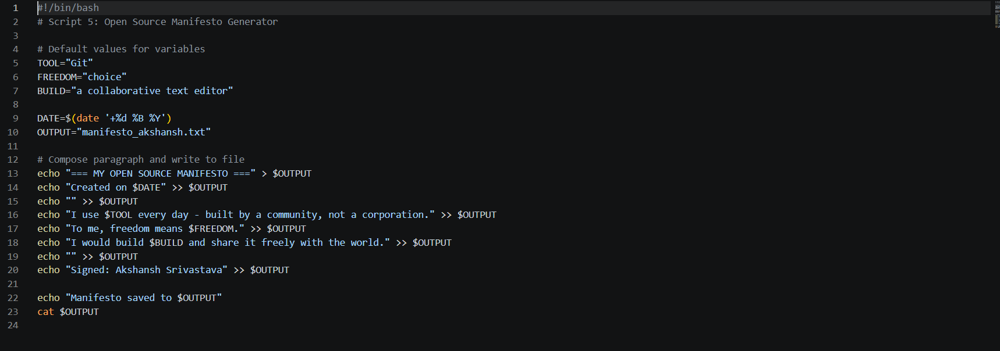 1 #!/bin/bash
2 # Script 5: Open Source Manifesto Generator
3
4 # Default values for variables
5 TOOL="Git"
6 FREEDOM="choice"
7 BUILD="a collaborative text editor"
8
9 DATE=$(date '+%d %B %Y')
10 OUTPUT="manifesto_akshansh.txt"
11
12 # Compose paragraph and write to file
13 echo "=== MY OPEN SOURCE MANIFESTO ===" > $OUTPUT
14 echo "Created on $DATE" >> $OUTPUT
15 echo "" >> $OUTPUT
16 echo "I use $TOOL every day - built by a community, not a corporation." >> $OUTPUT
17 echo "To me, freedom means $FREEDOM." >> $OUTPUT
18 echo "I would build $BUILD and share it freely with the world." >> $OUTPUT
19 echo "" >> $OUTPUT
20 echo "Signed: Akshansh Srivastava" >> $OUTPUT
21
22 echo "Manifesto saved to $OUTPUT"
23 cat $OUTPUT
24